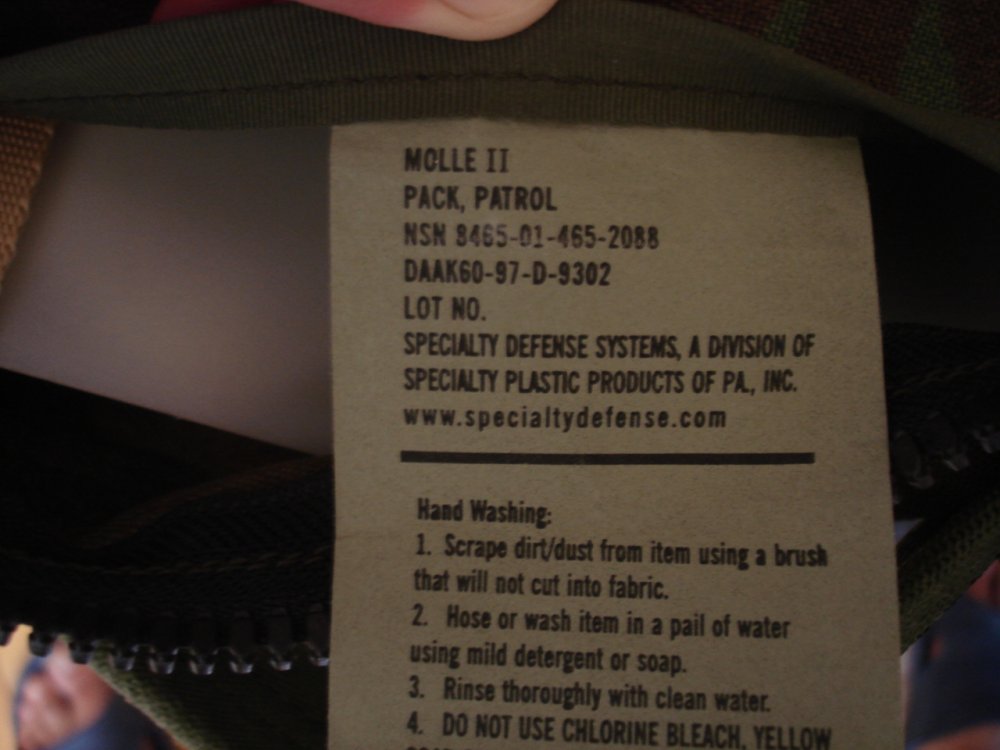 MOLLE II
PACK, PATROL
NSN 8465-01-465-2088
DAAK60-97-D-9302
LOT NO.
SPECIALTY DEFENSE SYSTEMS, A DIVISION OF
SPECIALTY PLASTIC PRODUCTS OF PA., INC.
www.specialtydefense.com
Hand Washing:
1. Scrape dirt/dust from item using a brush
that will not cut into fabric.
2. Hose or wash item in a pail of water
using mild detergent or soap.
3. Rinse thoroughly with clean water.
4. DO NOT USE CHLORINE BLEACH, YELLOW